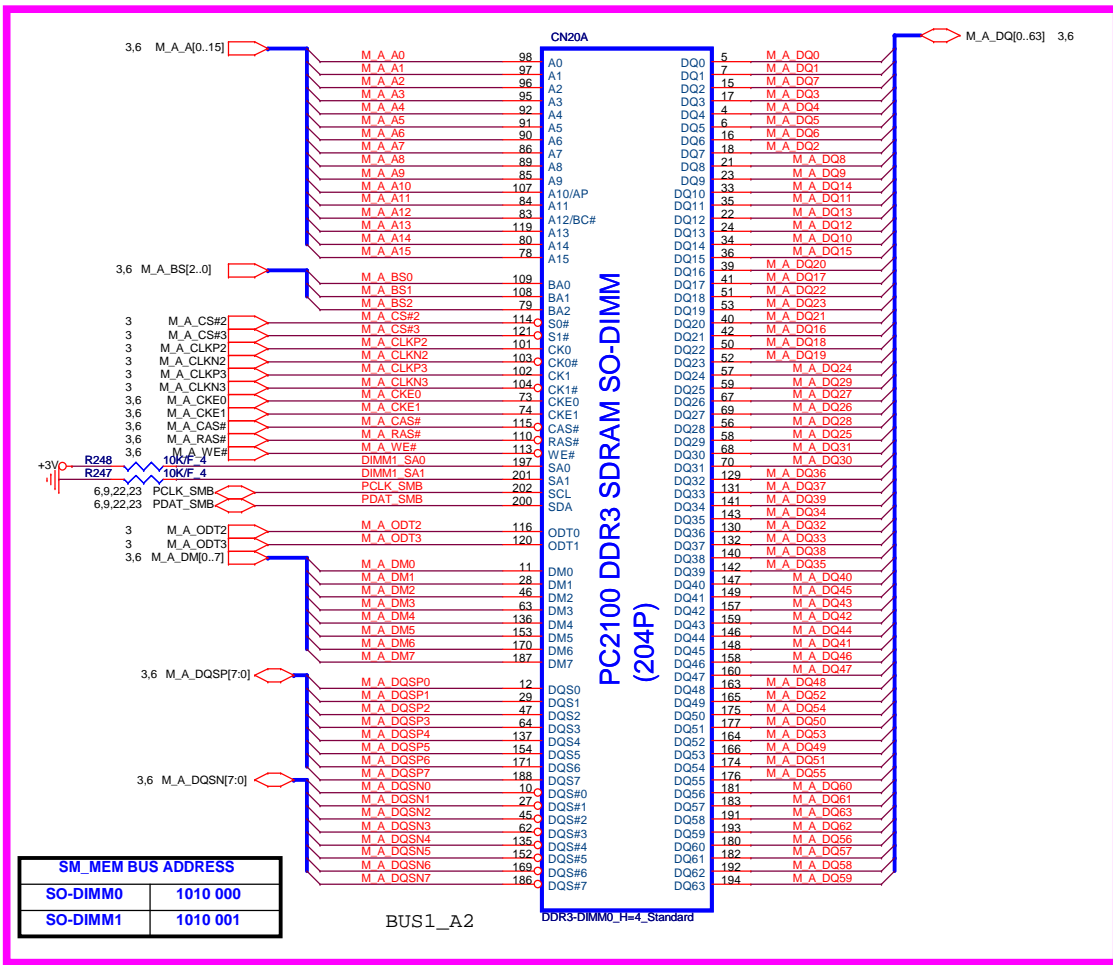 CN20A
3,6 M_A_A[0..15]
M_A_DQ[0..63] 3,6
M_A_A0 98 A0 DQ0 5 M_A_DQ0
M_A_A1 97 A1 DQ1 7 M_A_DQ1
M_A_A2 96 A2 DQ2 15 M_A_DQ7
M_A_A3 95 A3 DQ3 17 M_A_DQ3
M_A_A4 92 A4 DQ4 4 M_A_DQ4
M_A_A5 91 A5 DQ5 6 M_A_DQ5
M_A_A6 90 A6 DQ6 16 M_A_DQ6
M_A_A7 86 A7 DQ7 18 M_A_DQ2
M_A_A8 89 A8 DQ8 21 M_A_DQ8
M_A_A9 85 A9 DQ9 23 M_A_DQ9
M_A_A10 107 A10/AP DQ10 33 M_A_DQ14
M_A_A11 84 A11 DQ11 35 M_A_DQ11
M_A_A12 83 A12/BC# DQ12 22 M_A_DQ13
M_A_A13 119 A13 DQ13 24 M_A_DQ12
M_A_A14 80 A14 DQ14 34 M_A_DQ10
M_A_A15 78 A15 DQ15 36 M_A_DQ15
DQ16 39 M_A_DQ20
3,6 M_A_BS[2..0]
M_A_BS0 109 BA0 DQ17 41 M_A_DQ17
M_A_BS1 108 BA1 DQ18 51 M_A_DQ22
M_A_BS2 79 BA2 DQ19 53 M_A_DQ23
3 M_A_CS#2 M_A_CS#2 114 S0# DQ20 40 M_A_DQ21
3 M_A_CS#3 M_A_CS#3 121 S1# DQ21 42 M_A_DQ16
3 M_A_CLKP2 M_A_CLKP2 101 CK0 DQ22 50 M_A_DQ18
3 M_A_CLKN2 M_A_CLKN2 103 CK0# DQ23 52 M_A_DQ19
3 M_A_CLKP3 M_A_CLKP3 102 CK1 DQ24 57 M_A_DQ24
3 M_A_CLKN3 M_A_CLKN3 104 CK1# DQ25 59 M_A_DQ29
3,6 M_A_CKE0 M_A_CKE0 73 CKE0 DQ26 67 M_A_DQ27
3,6 M_A_CKE1 M_A_CKE1 74 CKE1 DQ27 69 M_A_DQ26
3,6 M_A_CAS# M_A_CAS# 115 CAS# DQ28 56 M_A_DQ28
3,6 M_A_RAS# M_A_RAS# 110 RAS# DQ29 58 M_A_DQ25
3,6 M_A_WE# M_A_WE# 113 WE# DQ30 68 M_A_DQ31
+3V R248 10K/F_4 DIMM1_SA0 197 SA0 DQ31 70 M_A_DQ30
R247 10K/F_4 DIMM1_SA1 201 SA1 DQ32 129 M_A_DQ36
6,9,22,23 PCLK_SMB PCLK_SMB 202 SCL DQ33 131 M_A_DQ37
6,9,22,23 PDAT_SMB PDAT_SMB 200 SDA DQ34 141 M_A_DQ39
DQ35 143 M_A_DQ34
3 M_A_ODT2 M_A_ODT2 116 ODT0 DQ36 130 M_A_DQ32
3 M_A_ODT3 M_A_ODT3 120 ODT1 DQ37 132 M_A_DQ33
3,6 M_A_DM[0..7] DQ38 140 M_A_DQ38
M_A_DM0 11 DM0 DQ39 142 M_A_DQ35
M_A_DM1 28 DM1 DQ40 147 M_A_DQ40
M_A_DM2 46 DM2 DQ41 149 M_A_DQ45
M_A_DM3 63 DM3 DQ42 157 M_A_DQ43
M_A_DM4 136 DM4 DQ43 159 M_A_DQ42
M_A_DM5 153 DM5 DQ44 146 M_A_DQ44
M_A_DM6 170 DM6 DQ45 148 M_A_DQ41
M_A_DM7 187 DM7 DQ46 158 M_A_DQ46
DQ47 160 M_A_DQ47
3,6 M_A_DQSP[7:0]
M_A_DQSP0 12 DQS0 DQ48 163 M_A_DQ48
M_A_DQSP1 29 DQS1 DQ49 165 M_A_DQ52
M_A_DQSP2 47 DQS2 DQ50 175 M_A_DQ54
M_A_DQSP3 64 DQS3 DQ51 177 M_A_DQ50
M_A_DQSP4 137 DQS4 DQ52 164 M_A_DQ53
M_A_DQSP5 154 DQS5 DQ53 166 M_A_DQ49
M_A_DQSP6 171 DQS6 DQ54 174 M_A_DQ51
M_A_DQSP7 188 DQS7 DQ55 176 M_A_DQ55
3,6 M_A_DQSN[7:0]
M_A_DQSN0 10 DQS#0 DQ56 181 M_A_DQ60
M_A_DQSN1 27 DQS#1 DQ57 183 M_A_DQ61
M_A_DQSN2 45 DQS#2 DQ58 191 M_A_DQ63
M_A_DQSN3 62 DQS#3 DQ59 193 M_A_DQ62
M_A_DQSN4 135 DQS#4 DQ60 180 M_A_DQ56
M_A_DQSN5 152 DQS#5 DQ61 182 M_A_DQ57
M_A_DQSN6 169 DQS#6 DQ62 192 M_A_DQ58
M_A_DQSN7 186 DQS#7 DQ63 194 M_A_DQ59
PC2100 DDR3 SDRAM SO-DIMM
(204P)
DDR3-DIMM0_H=4_Standard
SM_MEM BUS ADDRESS
SO-DIMM0 1010 000
SO-DIMM1 1010 001
BUS1_A2